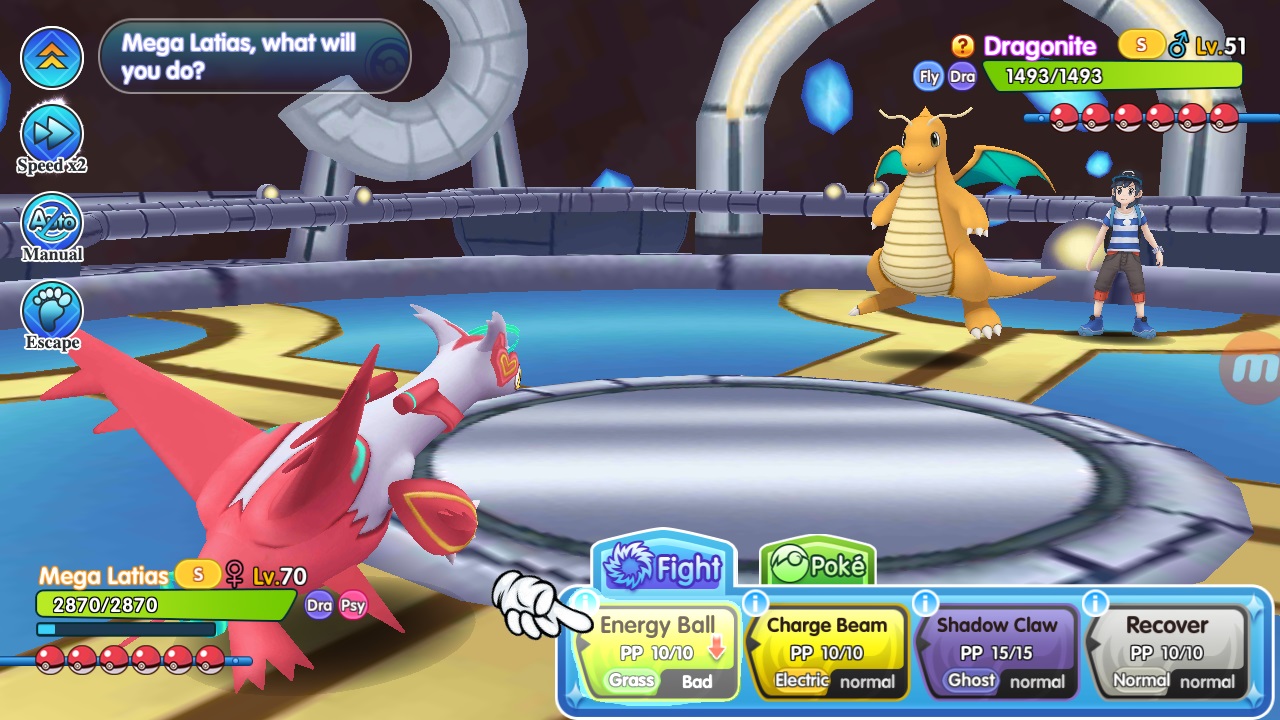 Mega Latias, what will
you do?
Dragonite S Lv.51
Fly Dra 1493/1493
Speed x2
Auto
Manual
Escape
Mega Latias S Lv.70
2870/2870 Dra Psy
Fight Poké
Energy Ball
PP 10/10
Grass Bad
Charge Beam
PP 10/10
Electric normal
Shadow Claw
PP 15/15
Ghost normal
Recover
PP 10/10
Normal normal